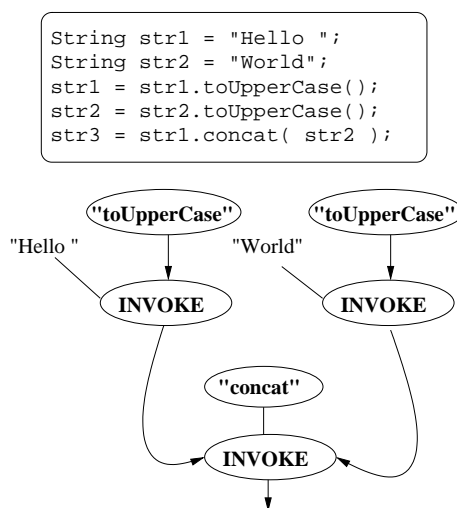 String str1 = "Hello ";
String str2 = "World";
str1 = str1.toUpperCase();
str2 = str2.toUpperCase();
str3 = str1.concat( str2 );
"toUpperCase" "toUpperCase"
"Hello " "World"
INVOKE INVOKE
"concat"
INVOKE